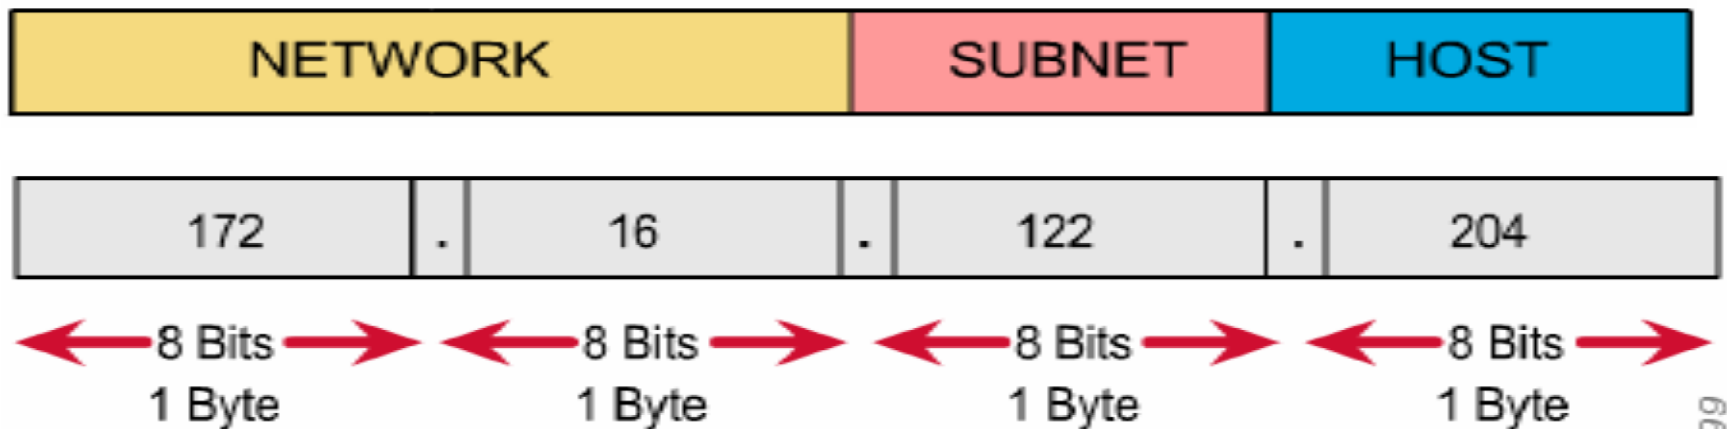 NETWORK SUBNET HOST
172 . 16 . 122 . 204
8 Bits 8 Bits 8 Bits 8 Bits
1 Byte 1 Byte 1 Byte 1 Byte